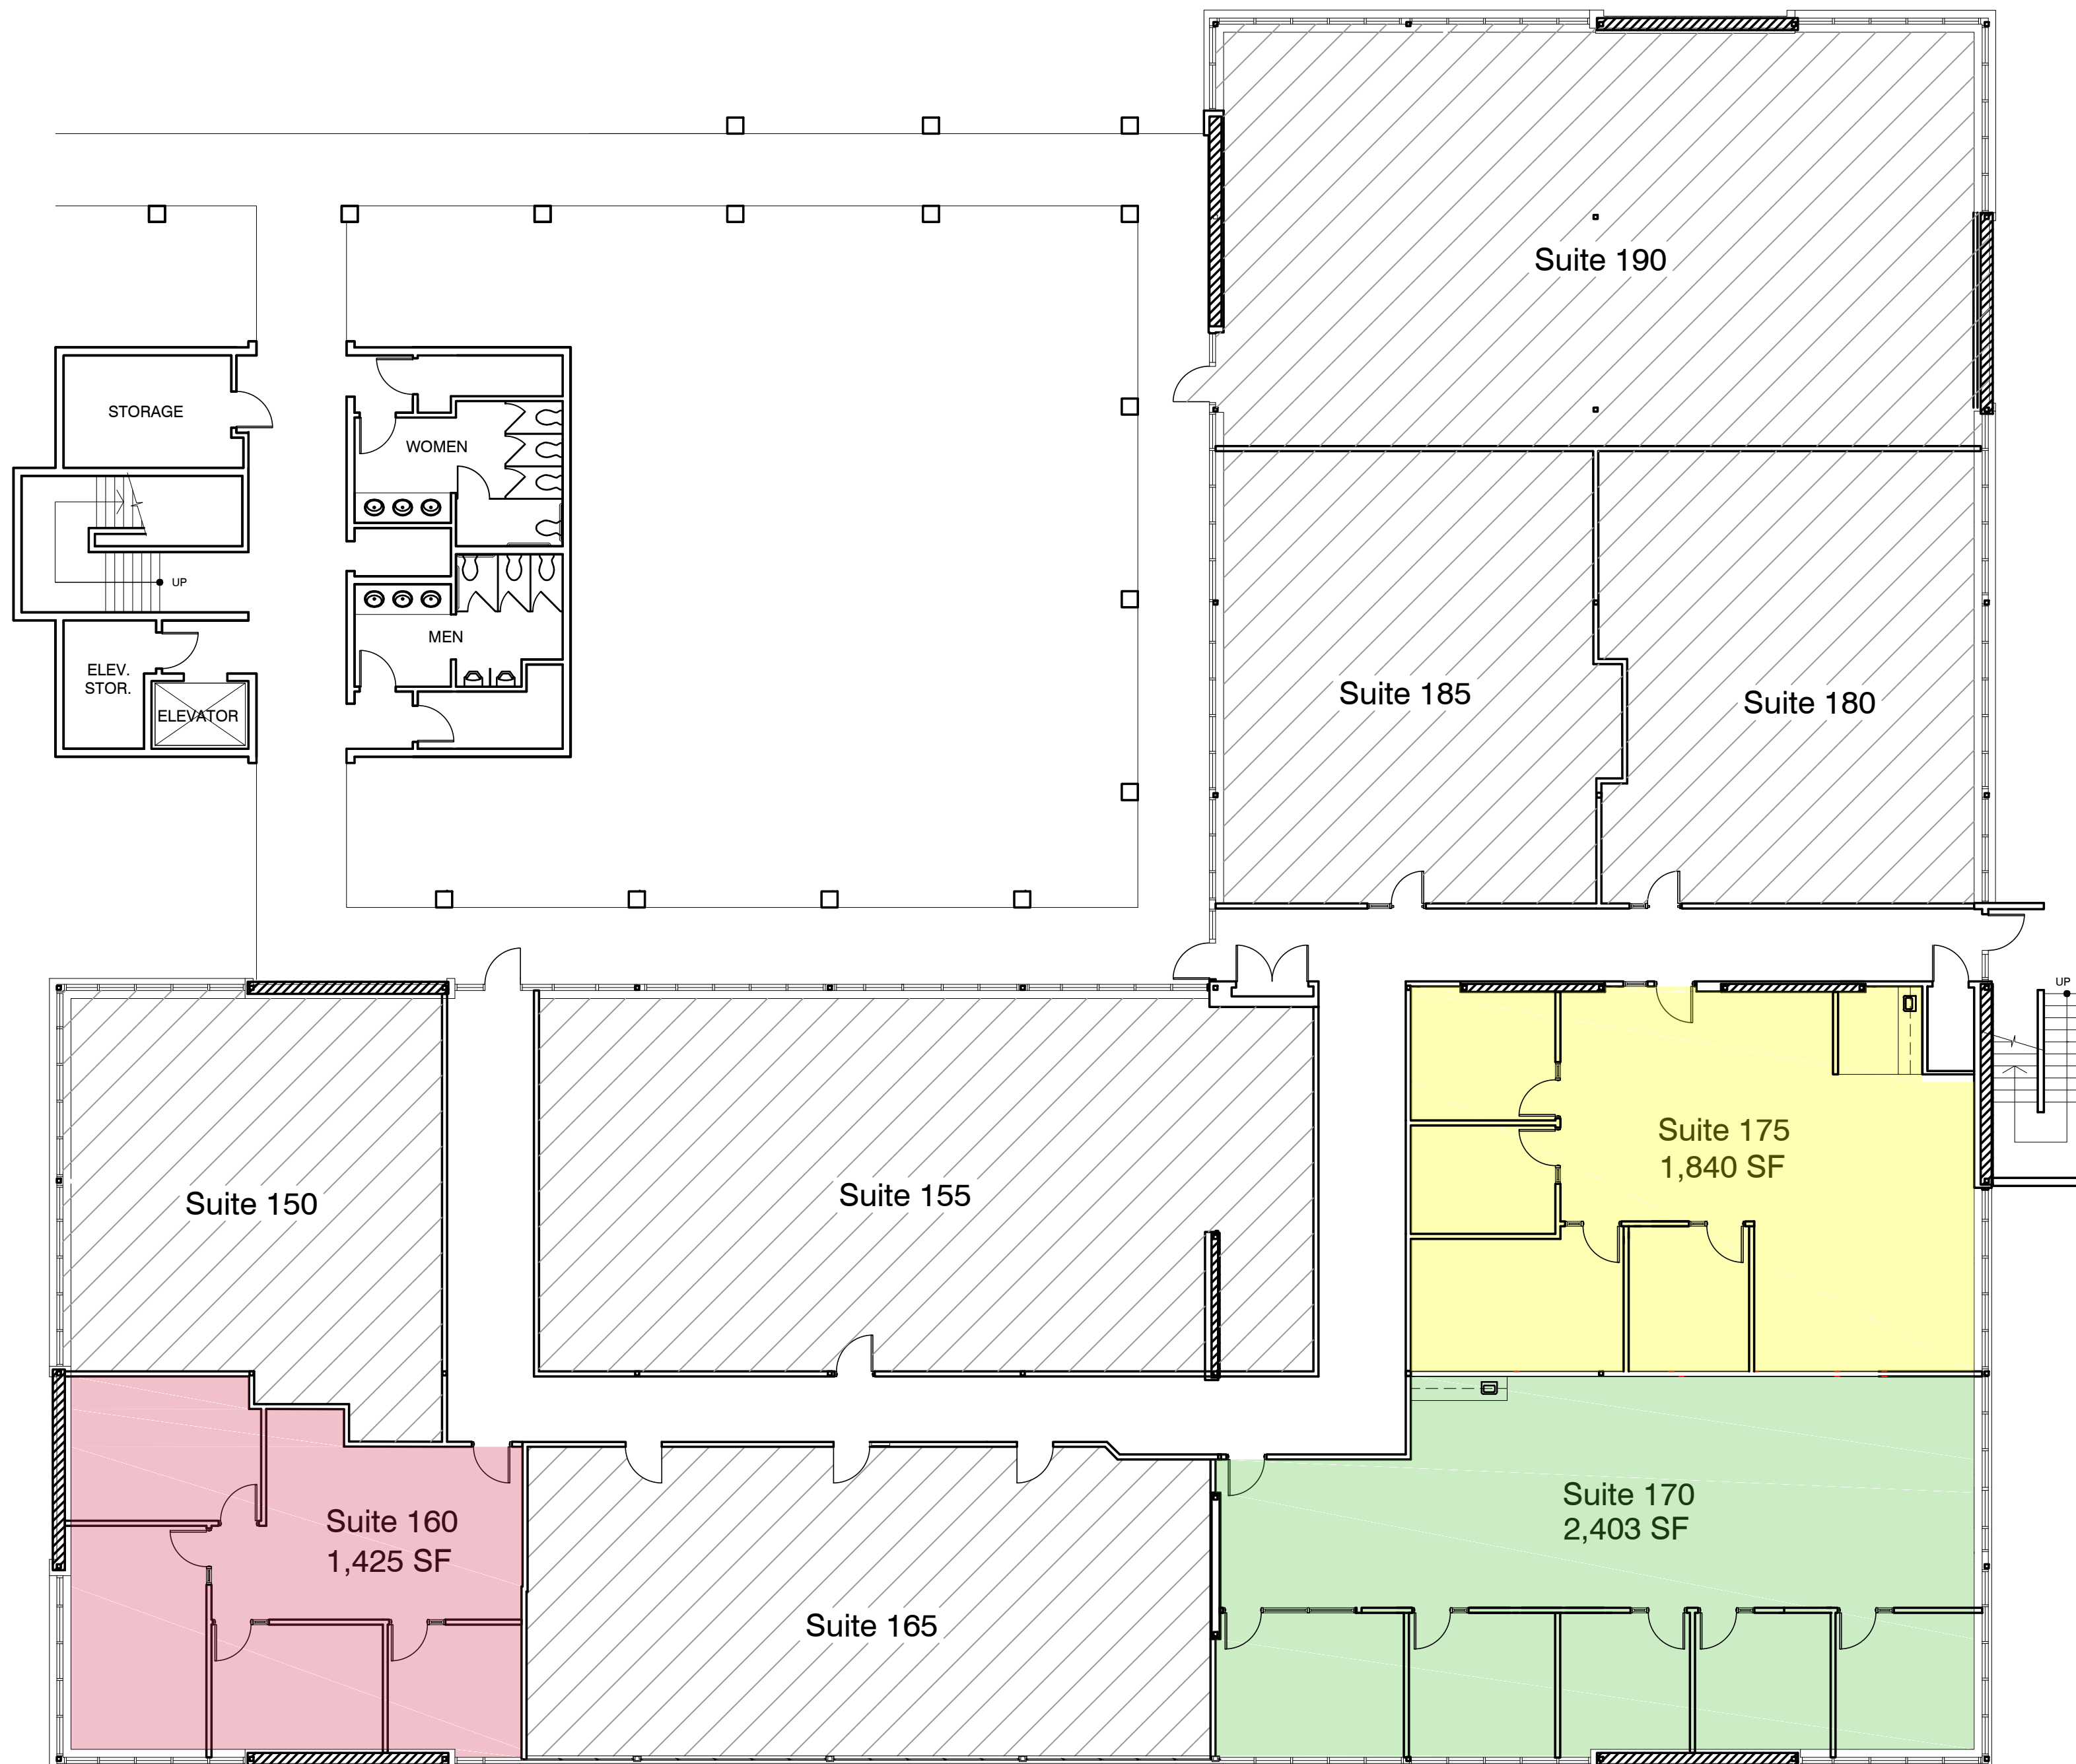 Suite 190
STORAGE
WOMEN
UP
MEN
ELEV.
STOR.
ELEVATOR
Suite 185
Suite 180
UP
Suite 175
1,840 SF
Suite 150
Suite 155
Suite 170
2,403 SF
Suite 160
1,425 SF
Suite 165